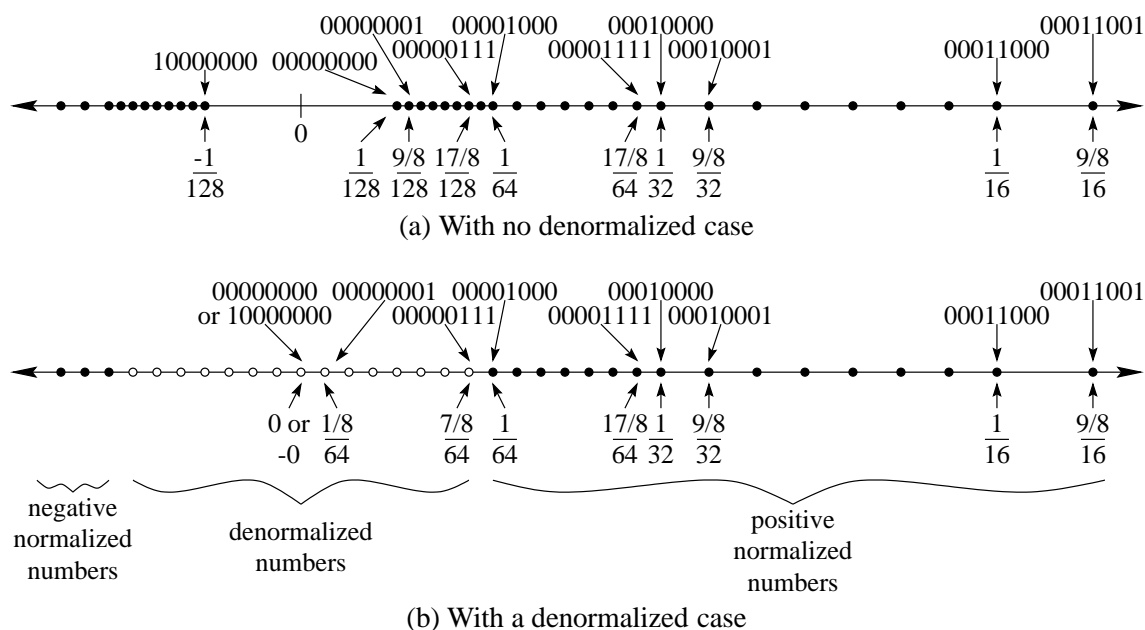 00000001 00001000 00010000 00011001
10000000 00000000 00000111 00001111 00010001 00011000
0
-1 1 9/8 17/8 1 17/8 1 9/8 1 9/8
128 128 128 128 64 64 32 32 16 16
(a) With no denormalized case
00000000 00000001 00001000 00010000 00011001
or 10000000 00000111 00001111 00010001 00011000
0 or 1/8 7/8 1 17/8 1 9/8 1 9/8
-0 64 64 64 64 32 32 16 16
negative
normalized
numbers
denormalized
numbers
positive
normalized
numbers
(b) With a denormalized case